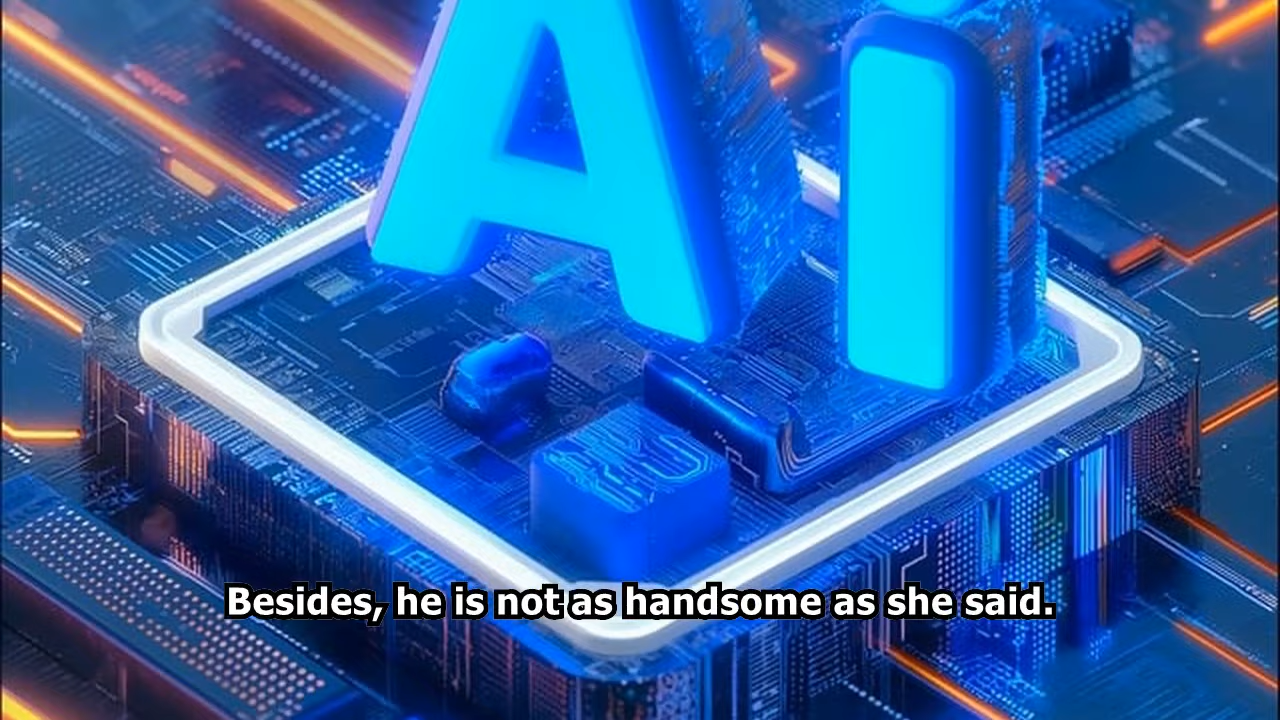 Ai
Besides, he is not as handsome as she said.